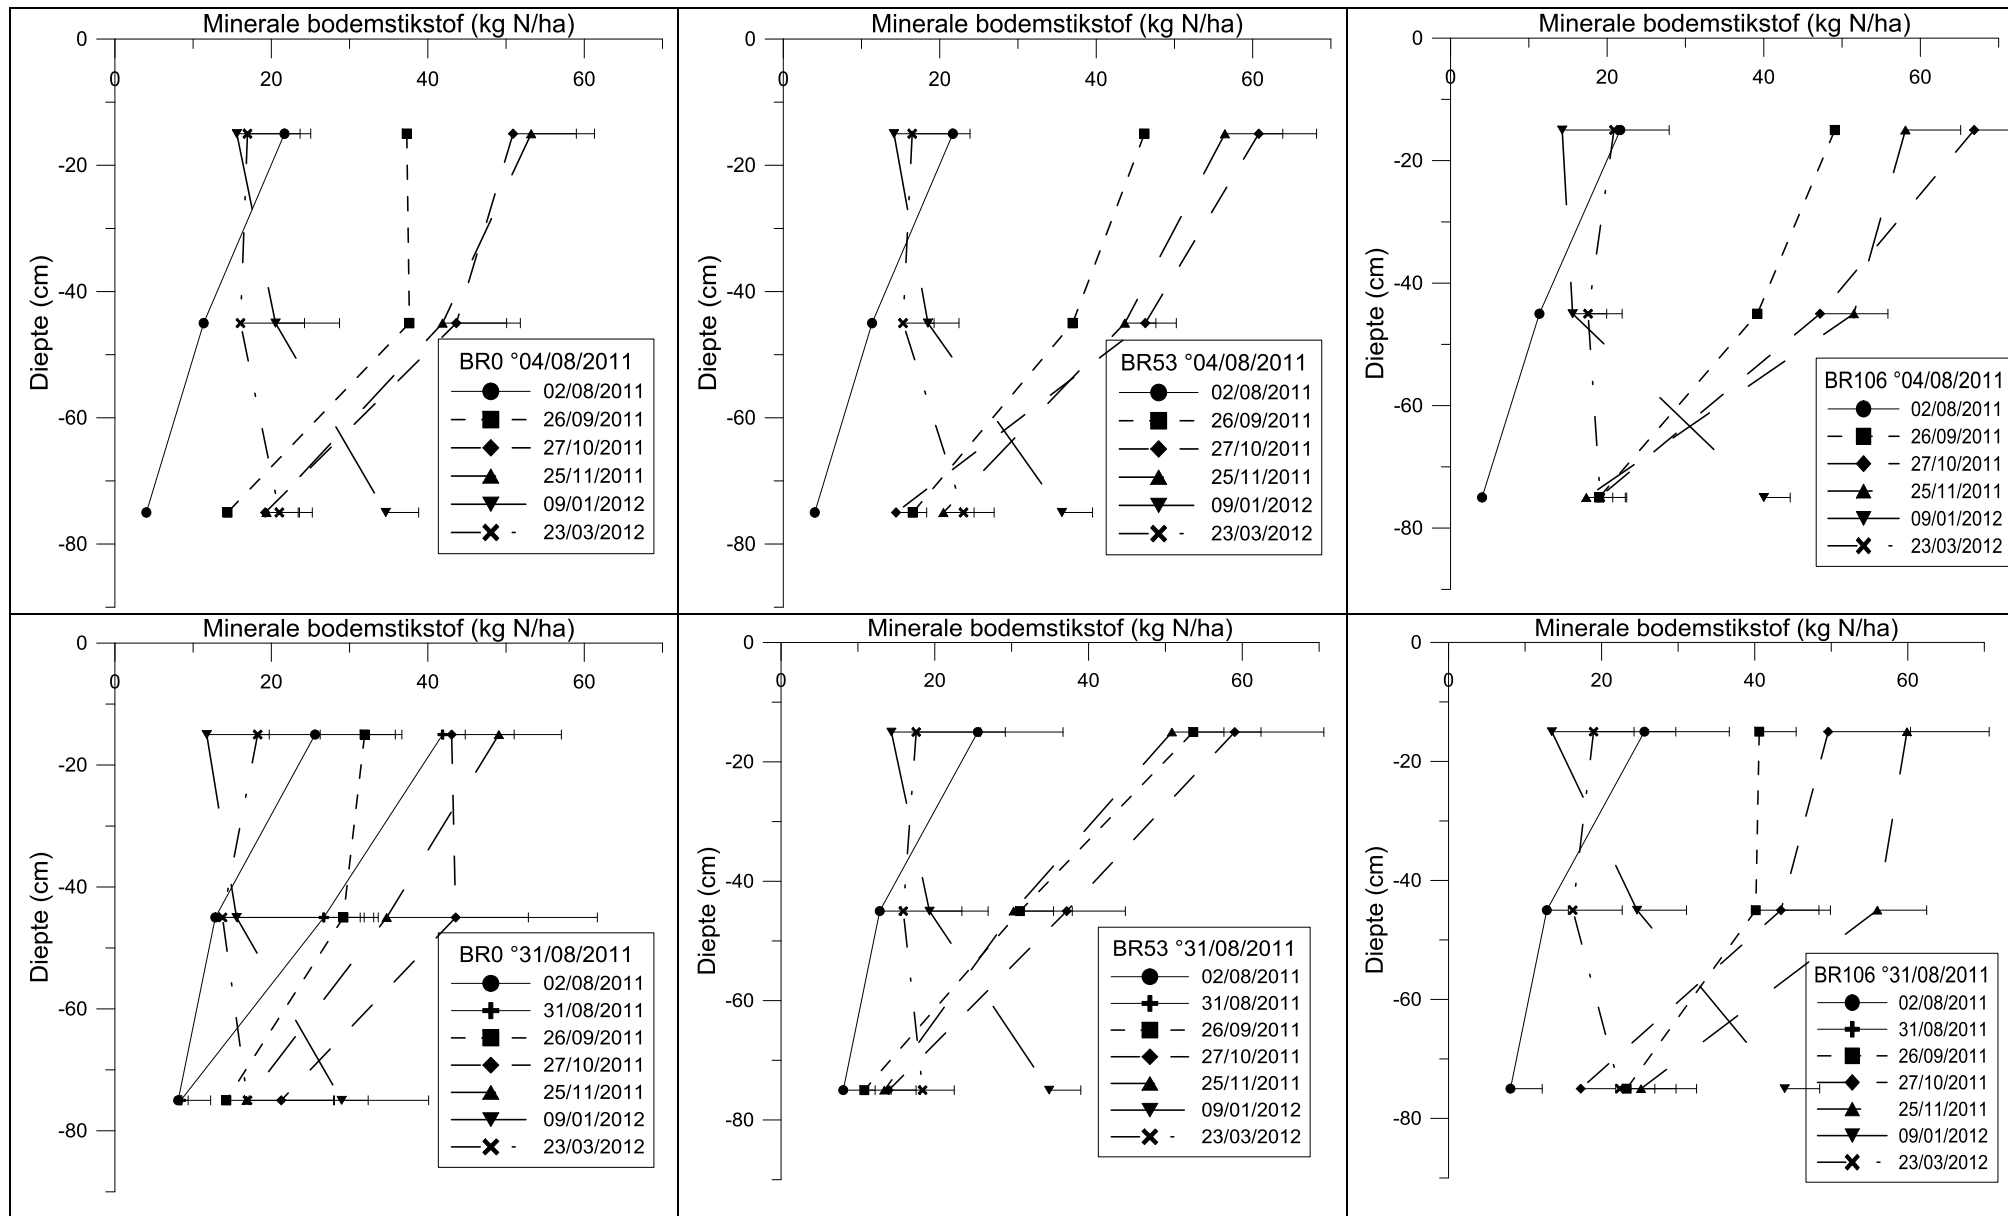 Minerale bodemstikstof (kg N/ha)
0
0 20 40 60
-20
-40
-60
-80
Diepte (cm)
BR0 °04/08/2011
02/08/2011
26/09/2011
27/10/2011
25/11/2011
09/01/2012
23/03/2012
Minerale bodemstikstof (kg N/ha)
0
0 20 40 60
-20
-40
-60
-80
Diepte (cm)
BR53 °04/08/2011
02/08/2011
26/09/2011
27/10/2011
25/11/2011
09/01/2012
23/03/2012
Minerale bodemstikstof (kg N/ha)
0
0 20 40 60
-20
-40
-60
-80
Diepte (cm)
BR106 °04/08/2011
02/08/2011
26/09/2011
27/10/2011
25/11/2011
09/01/2012
23/03/2012
Minerale bodemstikstof (kg N/ha)
0
0 20 40 60
-20
-40
-60
-80
Diepte (cm)
BR0 °31/08/2011
02/08/2011
31/08/2011
26/09/2011
27/10/2011
25/11/2011
09/01/2012
23/03/2012
Minerale bodemstikstof (kg N/ha)
0
0 20 40 60
-20
-40
-60
-80
Diepte (cm)
BR53 °31/08/2011
02/08/2011
31/08/2011
26/09/2011
27/10/2011
25/11/2011
09/01/2012
23/03/2012
Minerale bodemstikstof (kg N/ha)
0
0 20 40 60
-20
-40
-60
-80
Diepte (cm)
BR106 °31/08/2011
02/08/2011
31/08/2011
26/09/2011
27/10/2011
25/11/2011
09/01/2012
23/03/2012